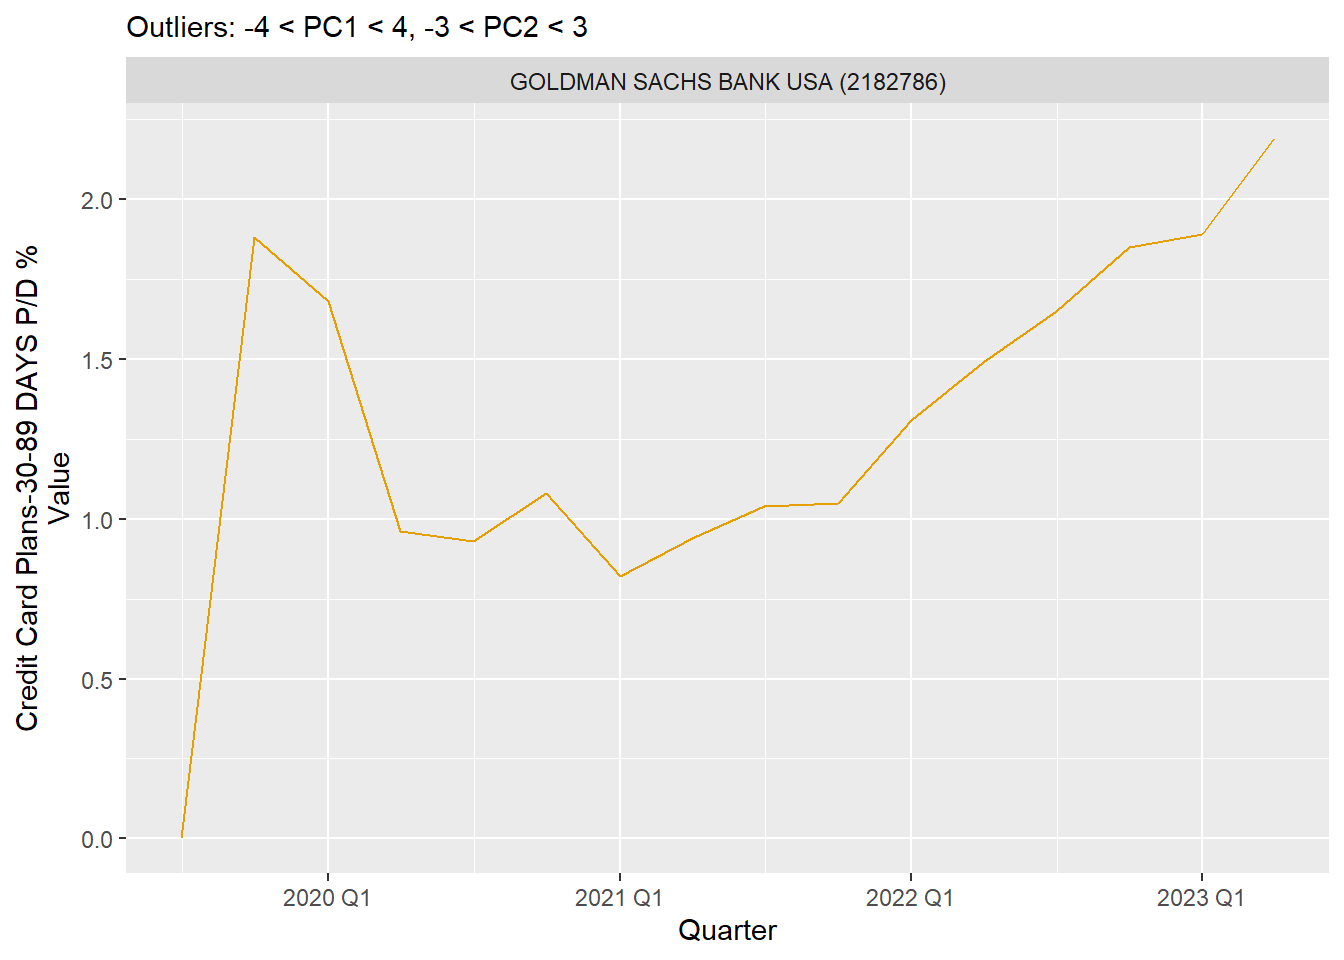 Outliers: -4 < PC1 < 4, -3 < PC2 < 3
GOLDMAN SACHS BANK USA (2182786)
Credit Card Plans-30-89 DAYS P/D %
Value
2.0
1.5
1.0
0.5
0.0
2020 Q1
2021 Q1
2022 Q1
2023 Q1
Quarter